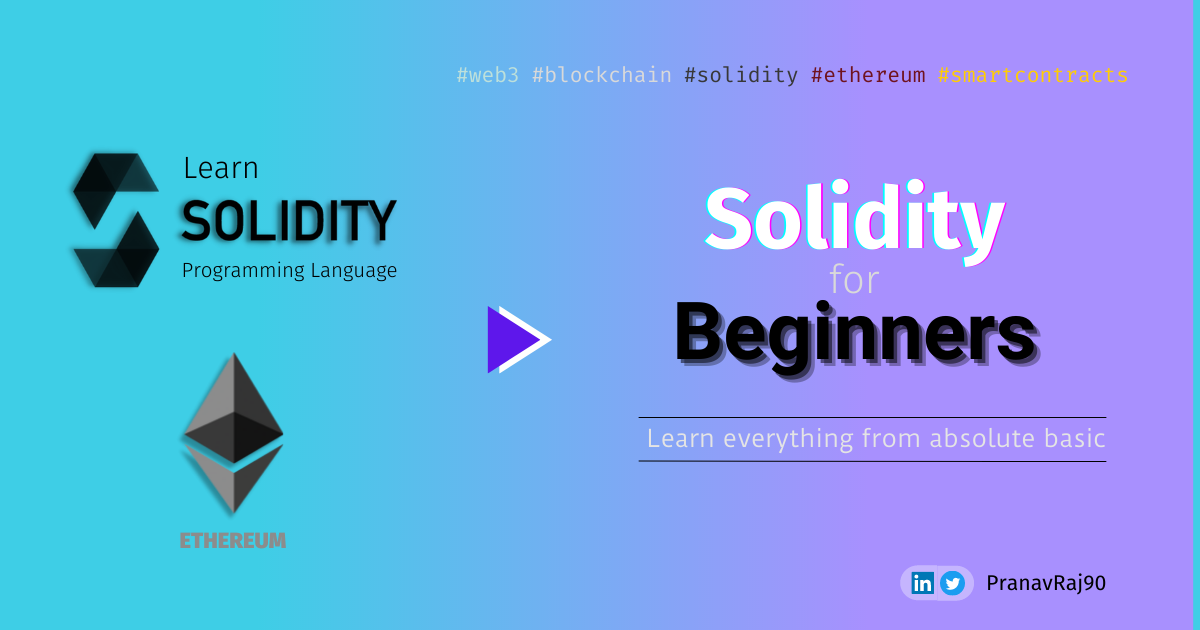 #web3 #blockchain #solidity #ethereum #smartcontracts
Learn
SOLIDITY
Programming Language
ETHEREUM
Solidity
for
Beginners
Learn everything from absolute basic
in
PranavRaj90